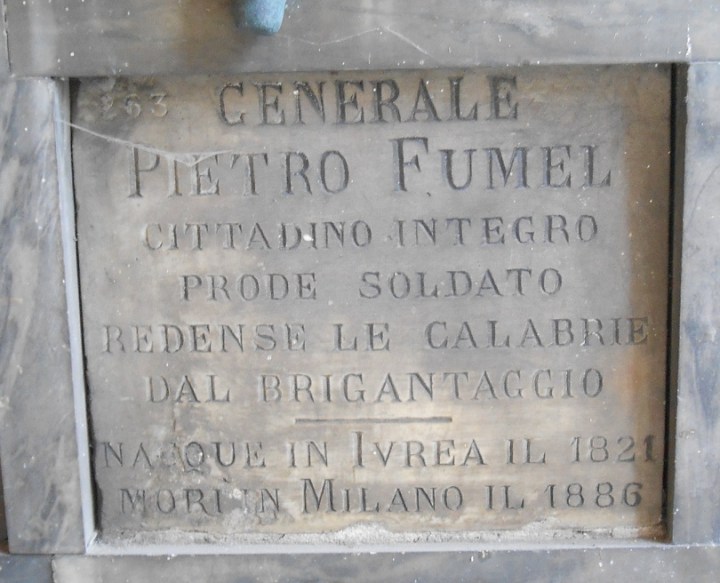 263
GENERALE
PIETRO FUMEL
CITTADINO INTEGRO
PRODE SOLDATO
REDENSE LE CALABRIE
DAL BRIGANTAGGIO
NACQUE IN IVREA IL 1821
MORI IN MILANO IL 1886